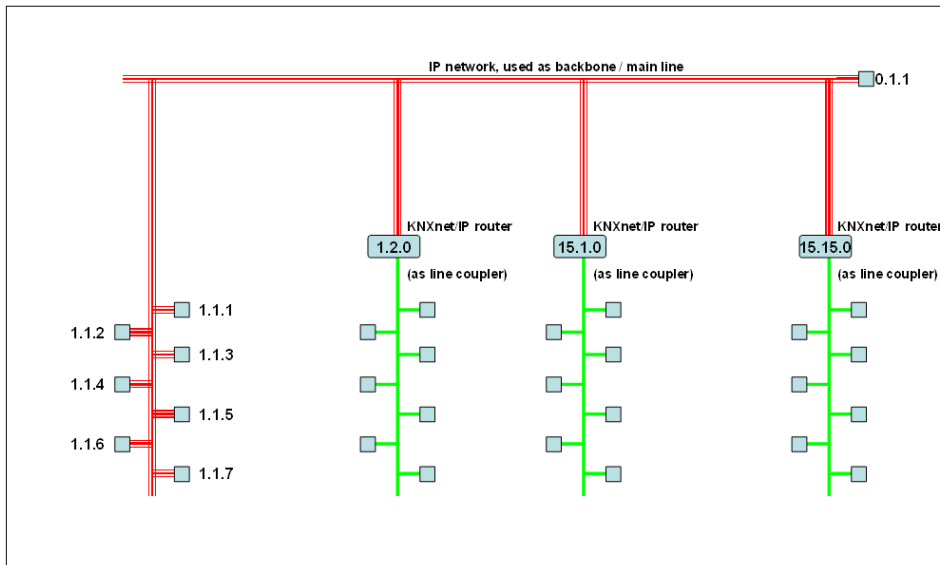 IP network, used as backbone / main line
0.1.1
KNXnet/IP router
KNXnet/IP router
KNXnet/IP router
1.2.0
15.1.0
15.15.0
(as line coupler)
(as line coupler)
(as line coupler)
1.1.1
1.1.2
1.1.3
1.1.4
1.1.5
1.1.6
1.1.7